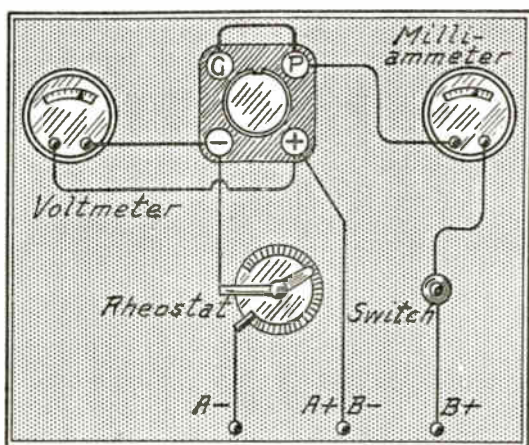 Milli-
ammeter
G P
- +
Voltmeter
Rheostat
Switch
A- A+ B- B+